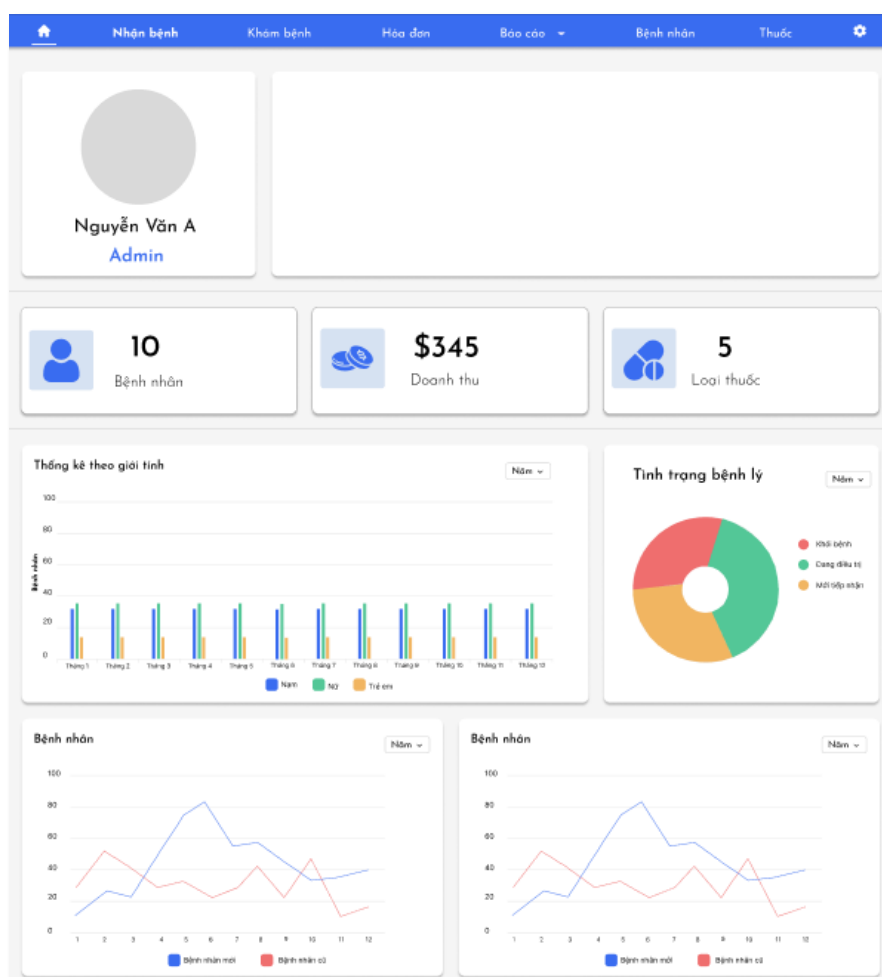 Nhận bệnh Khám bệnh Hóa đơn Báo cáo Bệnh nhân Thuốc
Nguyễn Văn A
Admin
10
Bệnh nhân
$345
Doanh thu
5
Loại thuốc
Thống kê theo giới tính
Năm
100
80
60
40
20
0
Bệnh nhân
Tháng 1 Tháng 2 Tháng 3 Tháng 4 Tháng 5 Tháng 6 Tháng 7 Tháng 8 Tháng 9 Tháng 10 Tháng 11 Tháng 12
Nam Nữ Trẻ em
Tình trạng bệnh lý
Năm
Khỏi bệnh
Đang điều trị
Mới tiếp nhận
Bệnh nhân
Năm
100
80
60
40
20
0
1 2 3 4 5 6 7 8 9 10 11 12
Bệnh nhân mới Bệnh nhân cũ
Bệnh nhân
Năm
100
80
60
40
20
0
1 2 3 4 5 6 7 8 9 10 11 12
Bệnh nhân mới Bệnh nhân cũ